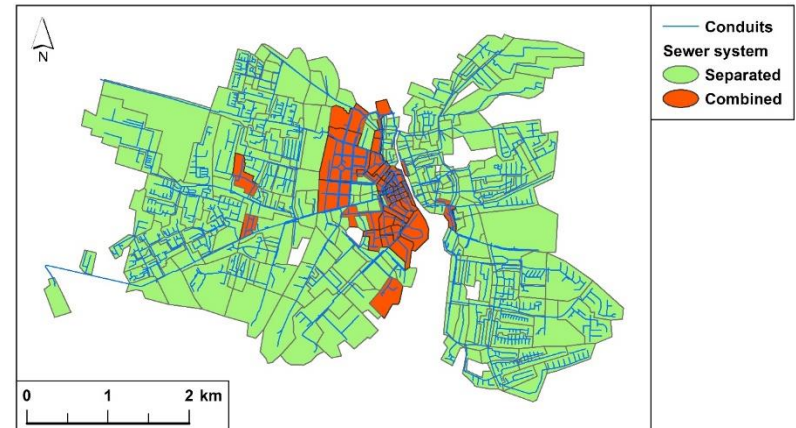 N
Conduits
Sewer system
Separated
Combined
0 1 2 km